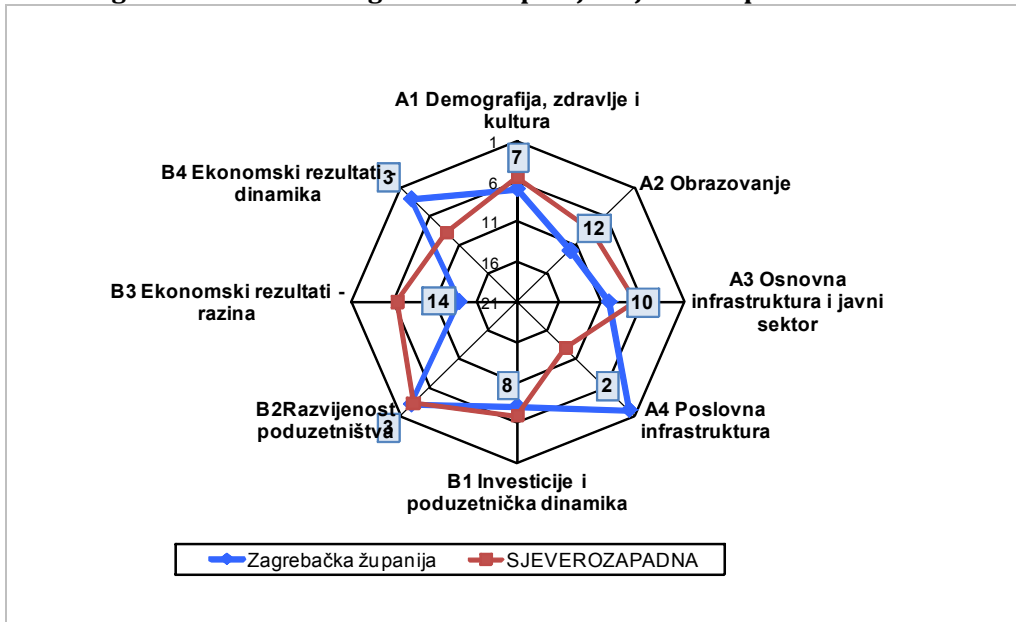 A1 Demografija, zdravlje i
kultura
1
7
B4 Ekonomski rezultati -
dinamika
3
6
A2 Obrazovanje
11
12
16
B3 Ekonomski rezultati -
razina
14
21
10
A3 Osnovna
infrastruktura i javni
sektor
8
2
B2Razvijenost
poduzetništva
3
A4 Poslovna
infrastruktura
B1 Investicije i
poduzetnička dinamika
Zagrebačka županija
SJEVEROZAPADNA